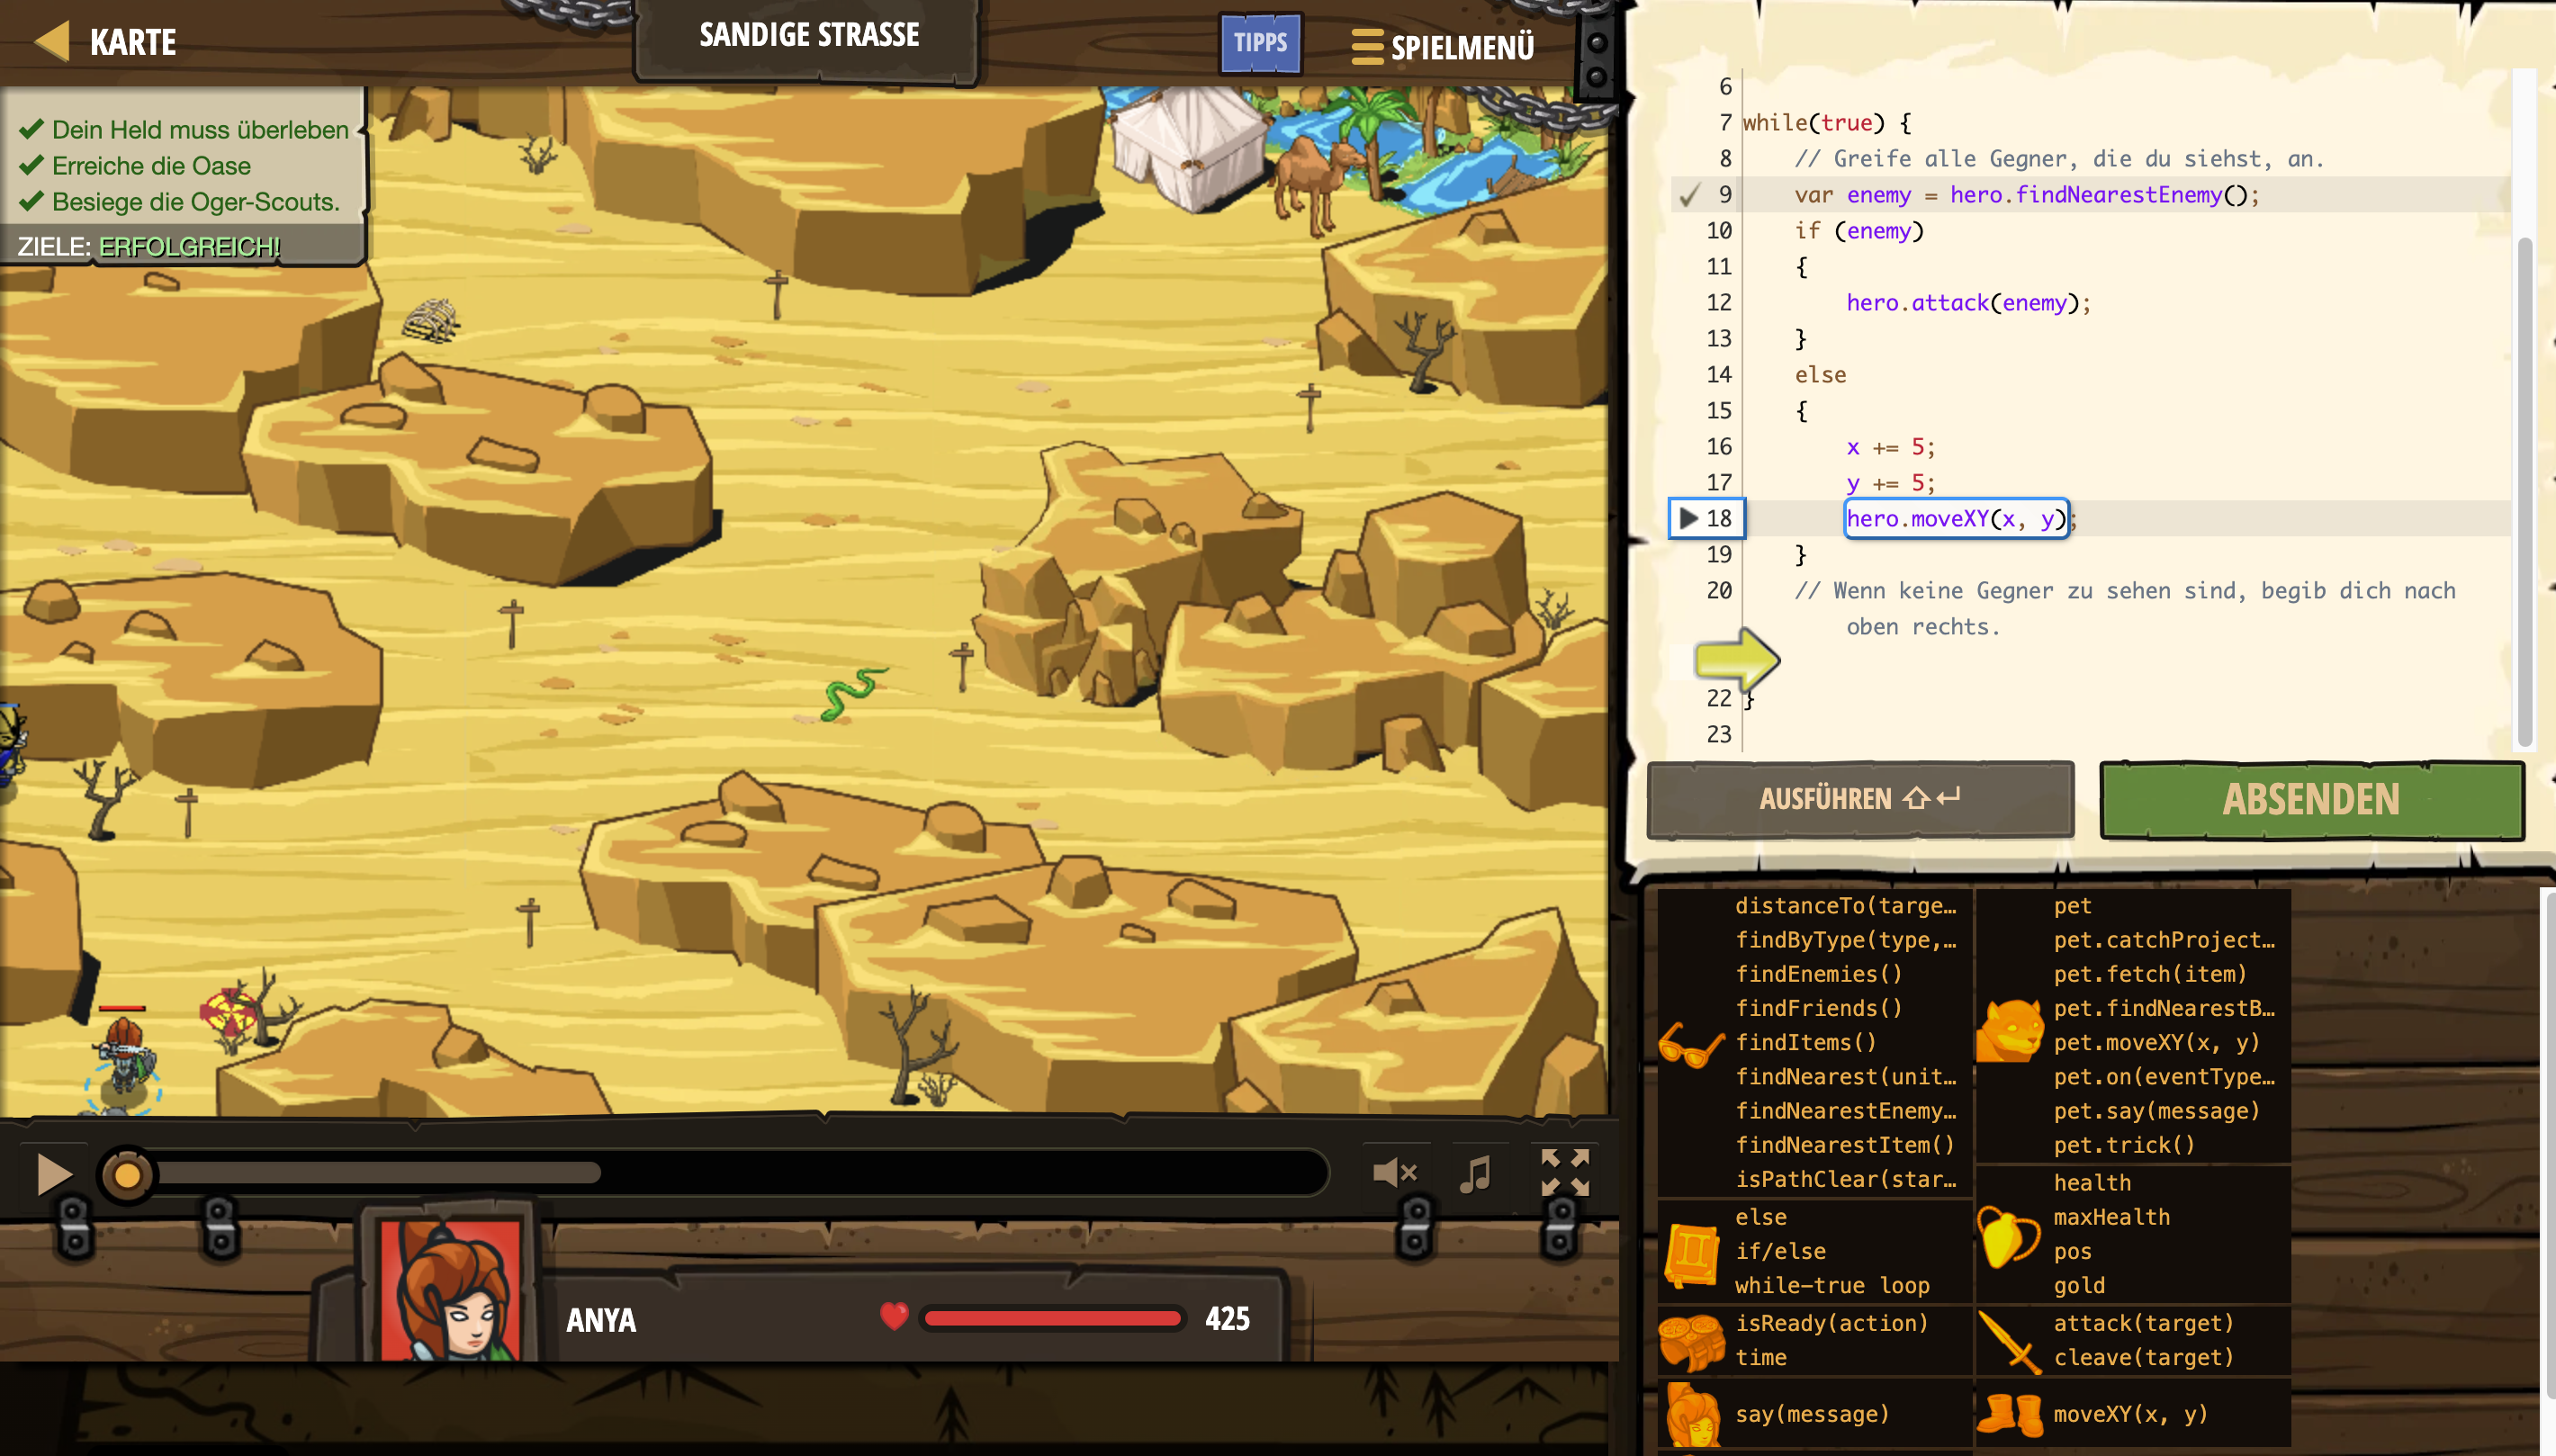 KARTE
SANDIGE STRASSE
TIPPS
SPIELMENÜ
Dein Held muss überleben
Erreiche die Oase
Besiege die Oger-Scouts.
ZIELE: ERFOLGREICH!
6
7 while(true) {
8 // Greife alle Gegner, die du siehst, an.
9 var enemy = hero.findNearestEnemy();
10 if (enemy)
11 {
12 hero.attack(enemy);
13 }
14 else
15 {
16 x += 5;
17 y += 5;
18 hero.moveXY(x, y);
19 }
20 // Wenn keine Gegner zu sehen sind, begib dich nach
oben rechts.
22 }
23
AUSFÜHREN
ABSENDEN
distanceTo(targe…
findByType(type,…
findEnemies()
findFriends()
findItems()
findNearest(unit…
findNearestEnemy…
findNearestItem()
isPathClear(star…
else
if/else
while-true loop
isReady(action)
time
say(message)
pet
pet.catchProject…
pet.fetch(item)
pet.findNearestB…
pet.moveXY(x, y)
pet.on(eventType…
pet.say(message)
pet.trick()
health
maxHealth
pos
gold
attack(target)
cleave(target)
moveXY(x, y)
ANYA
425